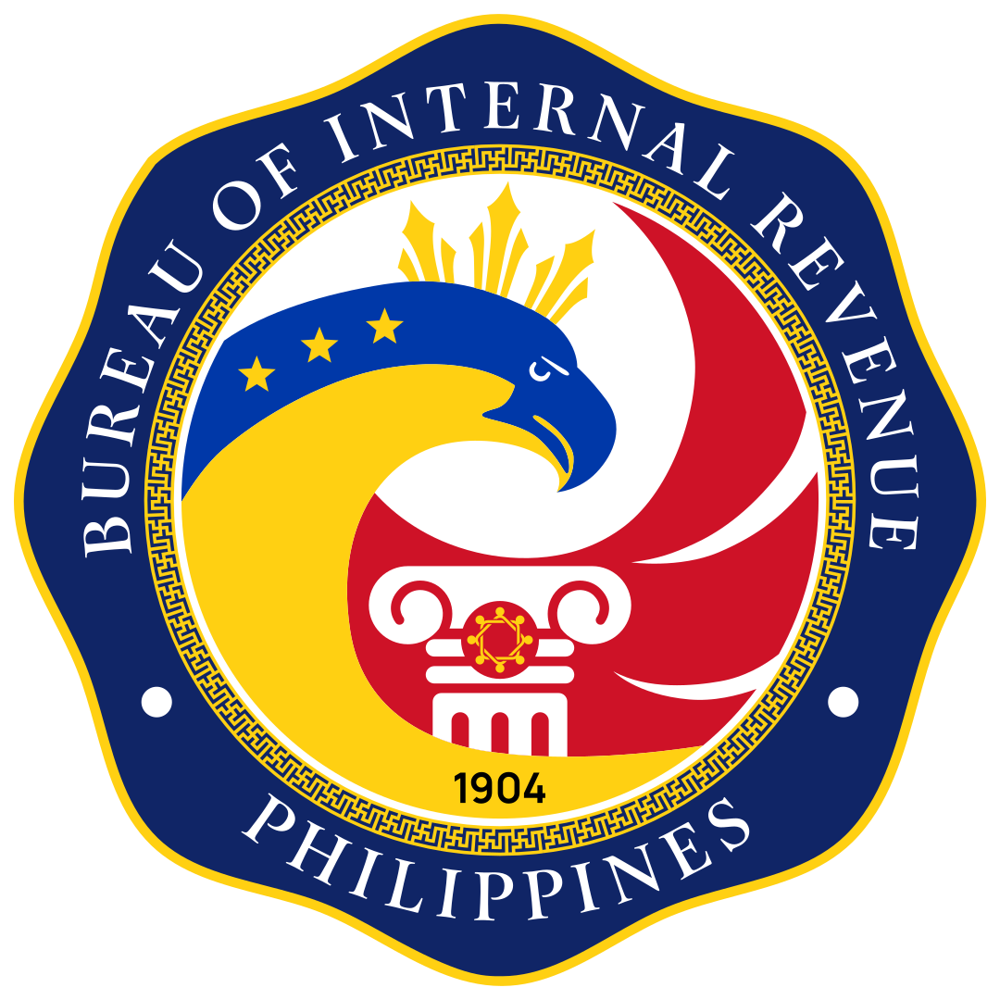 BUREAU OF INTERNAL REVENUE
1904
PHILIPPINES